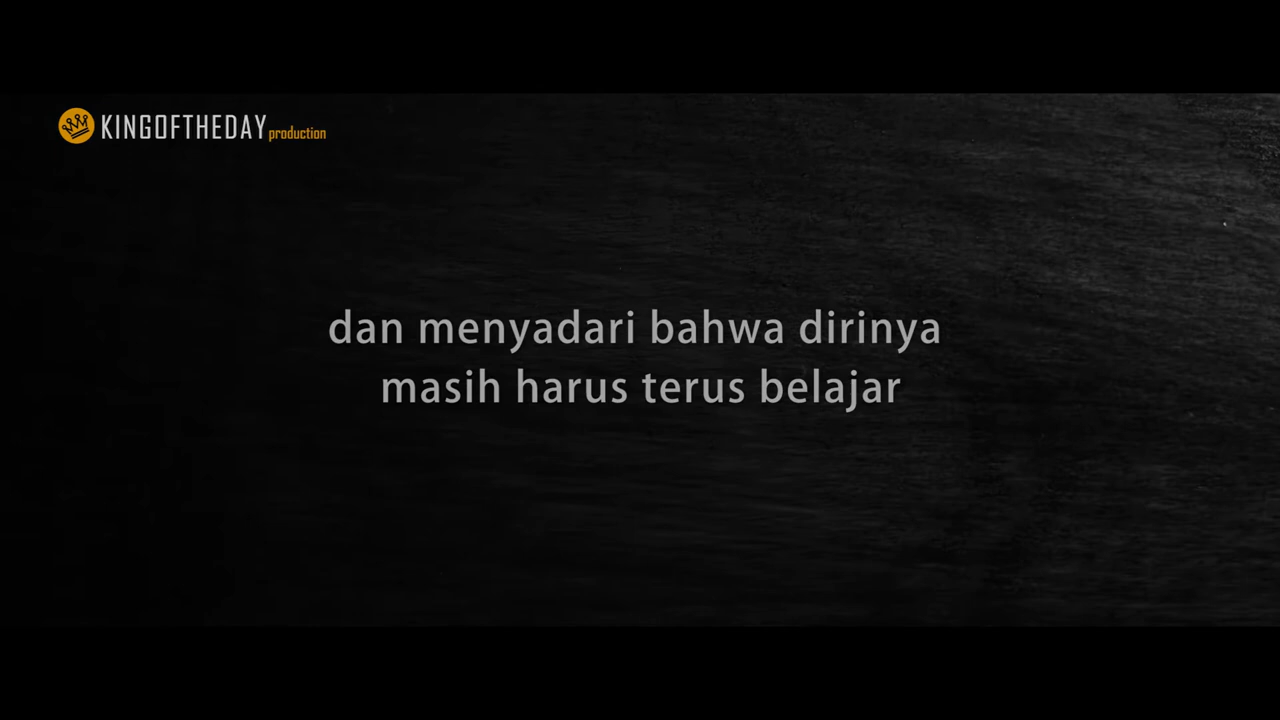 KINGOFTHEDAY production
dan menyadari bahwa dirinya
masih harus terus belajar